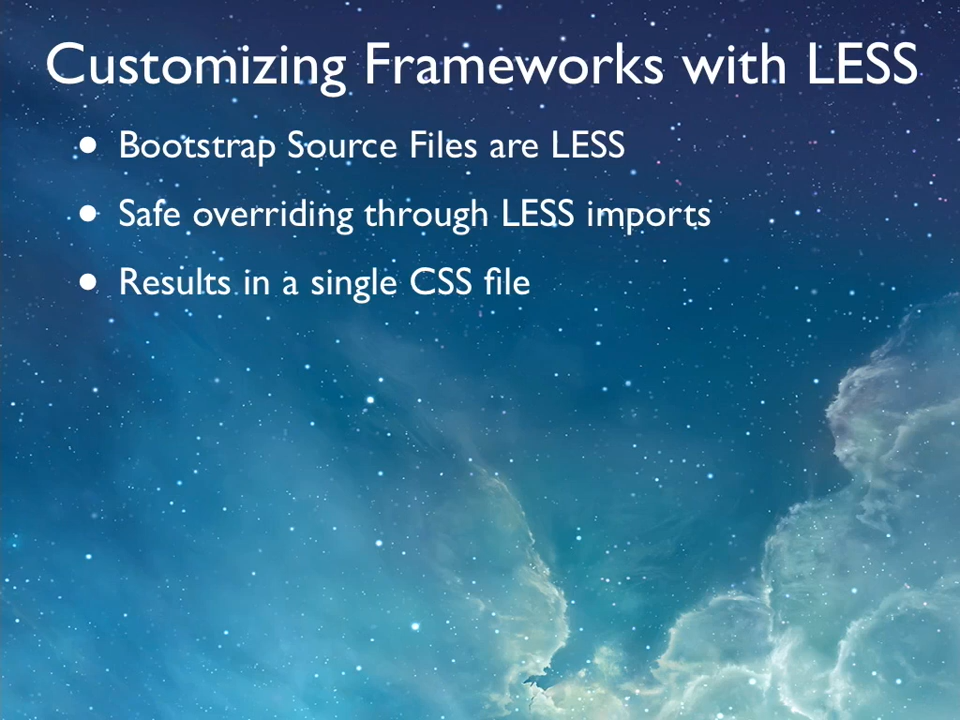 Customizing Frameworks with LESS
• Bootstrap Source Files are LESS
• Safe overriding through LESS imports
• Results in a single CSS file